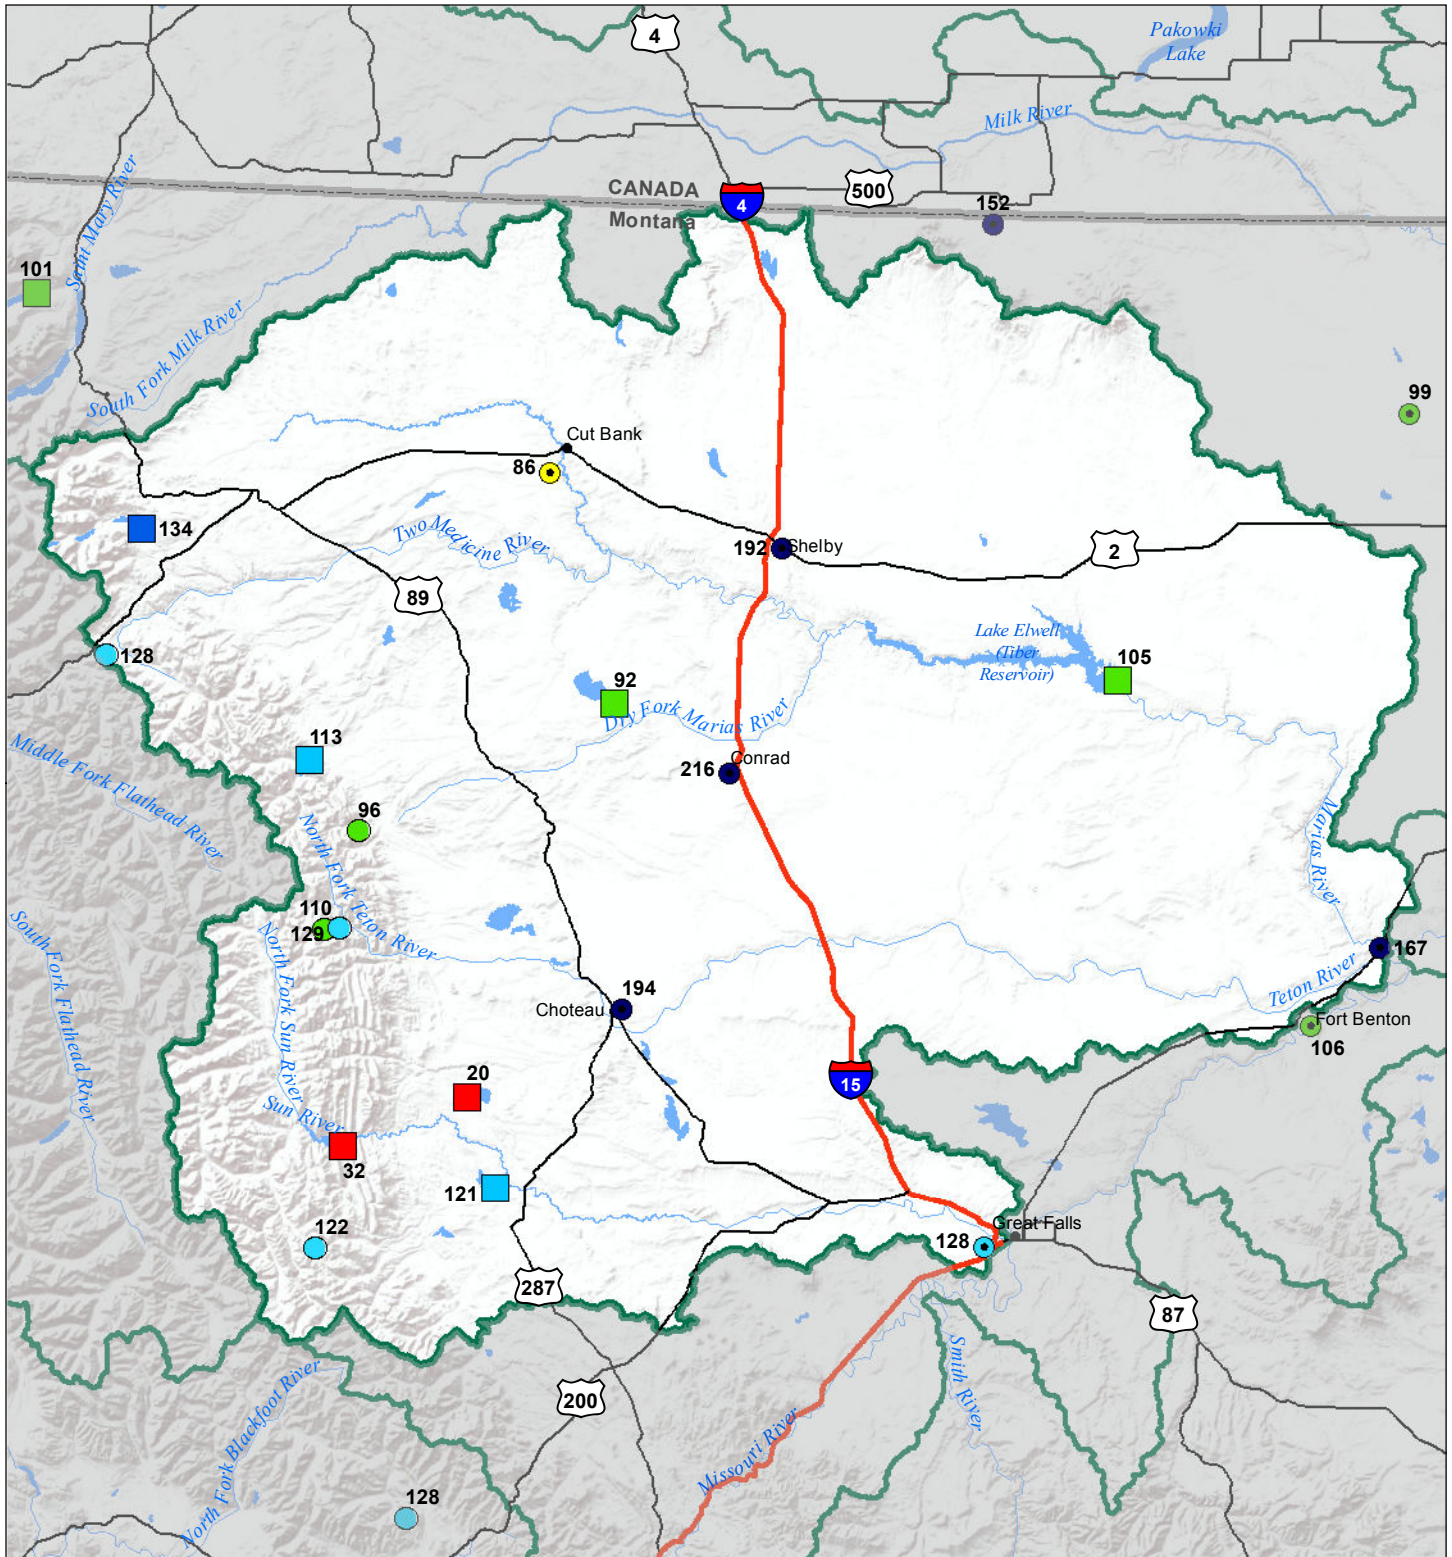 4
Pakowki
Lake
Milk River
CANADA
Montana
4
500
152
Saint Mary River
101
South Fork Milk River
99
Cut Bank
86
134
Two Medicine River
192
Shelby
2
89
Lake Elwell
(Tiber
Reservoir)
128
105
92
Dry Fork Marias River
113
Conrad
216
Middle Fork Flathead River
96
Marias River
North Fork Teton River
110
129
South Fork Flathead River
North Fork Sun River
167
Teton River
194
Choteau
Fort Benton
106
15
20
Sun River
32
121
122
Great Falls
128
287
87
Smith River
200
North Fork Blackfoot River
Missouri River
128